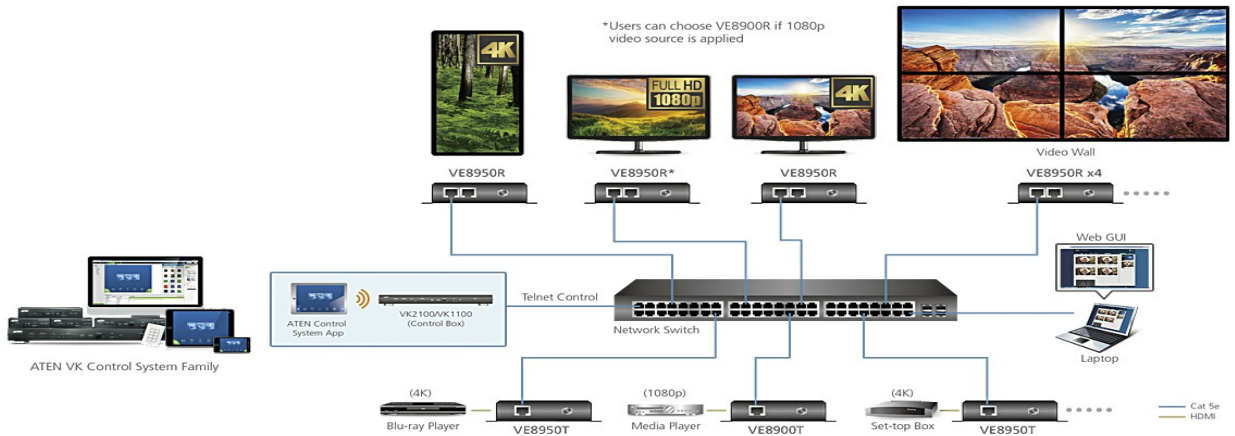 *Users can choose VE8900R if 1080p
video source is applied
4K
FULL HD
1080p
4K
Video Wall
VE8950R
VE8950R*
VE8950R
VE8950R x4
Web GUI
Telnet Control
ATEN Control
System App
VK2100/VK1100
(Control Box)
Network Switch
Laptop
ATEN VK Control System Family
(4K)
(1080p)
(4K)
Blu-ray Player
VE8950T
Media Player
VE8900T
Set-top Box
VE8950T
Cat 5e
HDMI